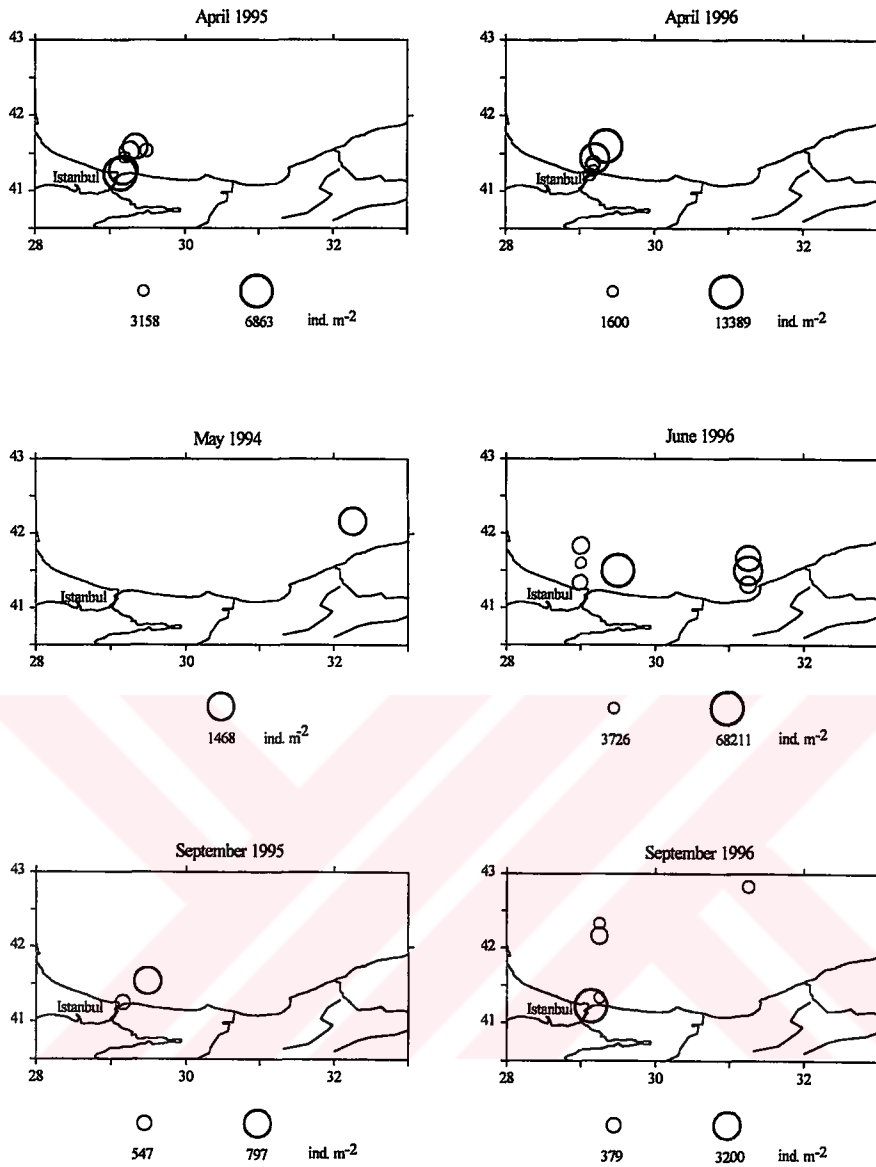 April 1995
April 1996
43
42
41
Istanbul
28
30
32
43
42
41
Istanbul
28
30
32
3158
6863
ind. m-2
1600
13389
ind. m-2
May 1994
June 1996
43
42
41
Istanbul
28
30
32
43
42
41
Istanbul
28
30
32
1468
ind. m-2
3726
68211
ind. m-2
September 1995
September 1996
43
42
41
Istanbul
28
30
32
43
42
41
Istanbul
28
30
32
547
797
ind. m-2
379
3200
ind. m-2